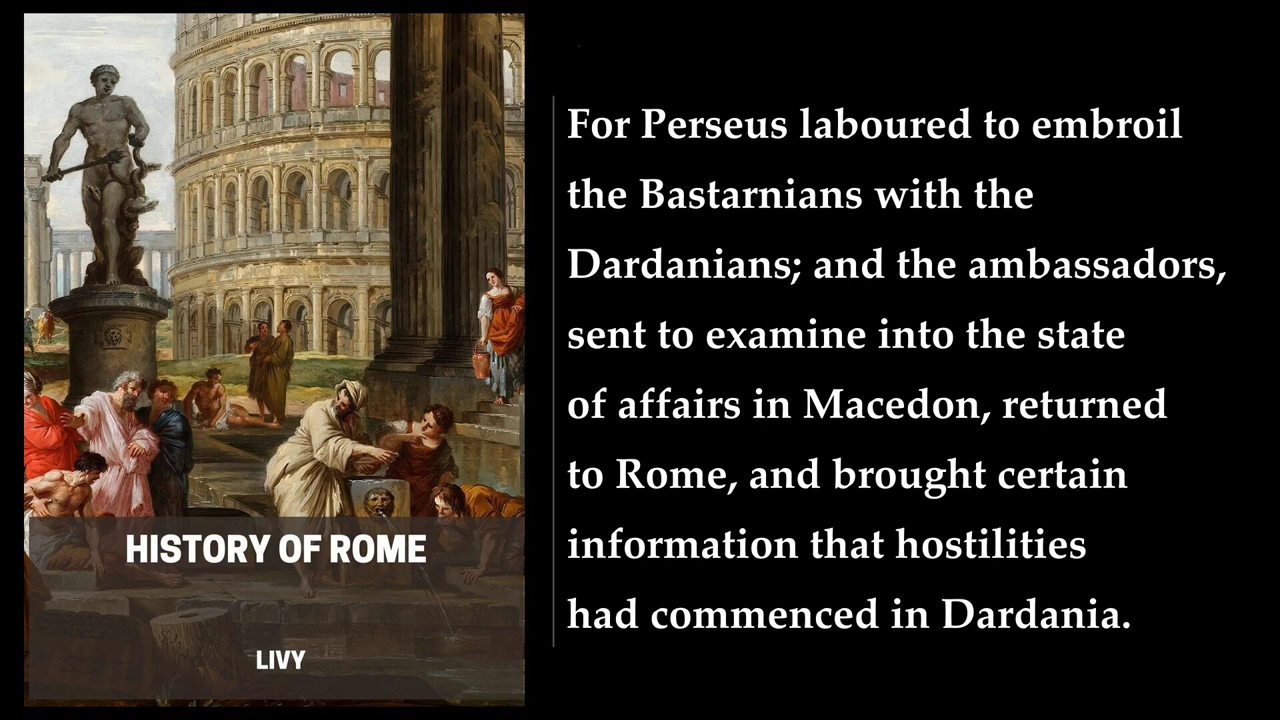 HISTORY OF ROME
LIVY
For Perseus laboured to embroil
the Bastarnians with the
Dardanians; and the ambassadors,
sent to examine into the state
of affairs in Macedon, returned
to Rome, and brought certain
information that hostilities
had commenced in Dardania.